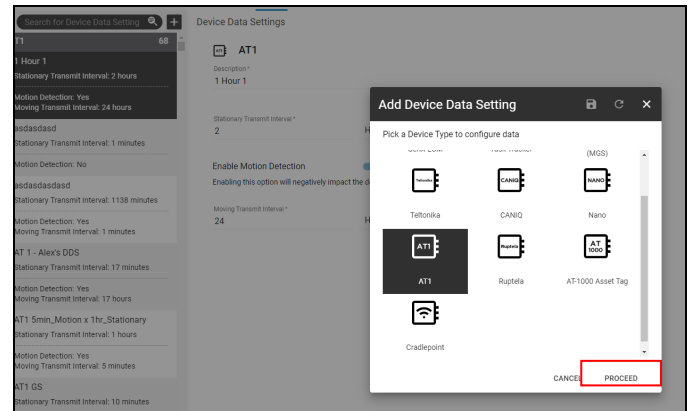 Search for Device Data Setting
Device Data Settings
T1 68
1 Hour 1
Stationary Transmit Interval: 2 hours
Motion Detection: Yes
Moving Transmit Interval: 24 hours
asdasdasd
Stationary Transmit Interval: 1 minutes
Motion Detection: No
asdasdasdasd
Stationary Transmit Interval: 1138 minutes
Motion Detection: Yes
Moving Transmit Interval: 1 minutes
AT 1 - Alex's DDS
Stationary Transmit Interval: 17 minutes
Motion Detection: Yes
Moving Transmit Interval: 17 hours
AT1 5min_Motion x 1hr_Stationary
Stationary Transmit Interval: 1 hours
Motion Detection: Yes
Moving Transmit Interval: 5 minutes
AT1 GS
Stationary Transmit Interval: 10 minutes
AT1 AT1
Description *
1 Hour 1
Stationary Transmit Interval *
2 H
Enable Motion Detection
Enabling this option will negatively impact the d
Moving Transmit Interval *
24 H
Add Device Data Setting
Pick a Device Type to configure data
(MGS)
Teltonika CANIQ NANO
Teltonika CANIQ Nano
AT1 Ruptela AT 1000
AT1 Ruptela AT-1000 Asset Tag
Cradlepoint
CANCEL PROCEED